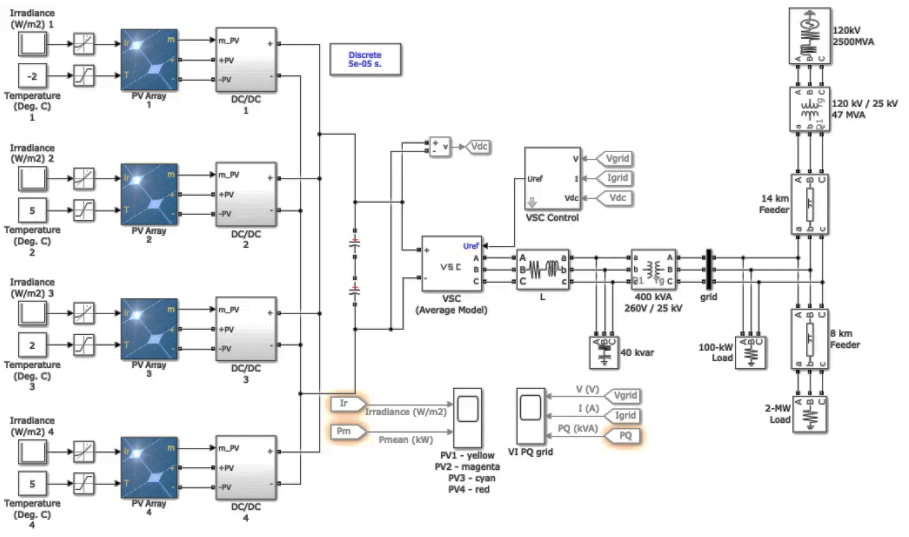 Irradiance
(W/m2) 1
Ir
m
-2
T
Temperature
(Deg. C)
1
PV Array
1
m_PV
+
+PV
-PV
-
DC/DC
1
Discrete
5e-05 s.
Irradiance
(W/m2) 2
Ir
m
5
T
Temperature
(Deg. C)
2
PV Array
2
m_PV
+
+PV
-PV
-
DC/DC
2
Irradiance
(W/m2) 3
Ir
m
2
T
Temperature
(Deg. C)
3
PV Array
3
m_PV
+
+PV
-PV
-
DC/DC
3
Irradiance
(W/m2) 4
Ir
m
5
T
Temperature
(Deg. C)
4
PV Array
4
m_PV
+
+PV
-PV
-
DC/DC
4
+
-
v
Vdc
Uref
V
I
Vdc
VSC Control
Vgrid
Igrid
Vdc
Uref
+
-
VSC
A
B
C
VSC
(Average Model)
A
B
C
a
b
c
L
A B C
40 kvar
a
b
c
A
B
C
400 kVA
260V / 25 kV
grid
A B C
100-kW
Load
120kV
2500MVA
A B C
A B C
a b c
120 kV / 25 kV
47 MVA
A B C
a b c
14 km
Feeder
A B C
a b c
8 km
Feeder
A B C
2-MW
Load
Ir
Irradiance (W/m2)
Pm
Pmean (kW)
PV1 - yellow
PV2 - magenta
PV3 - cyan
PV4 - red
V (V)
Vgrid
I (A)
Igrid
PQ (kVA)
PQ
VI PQ grid